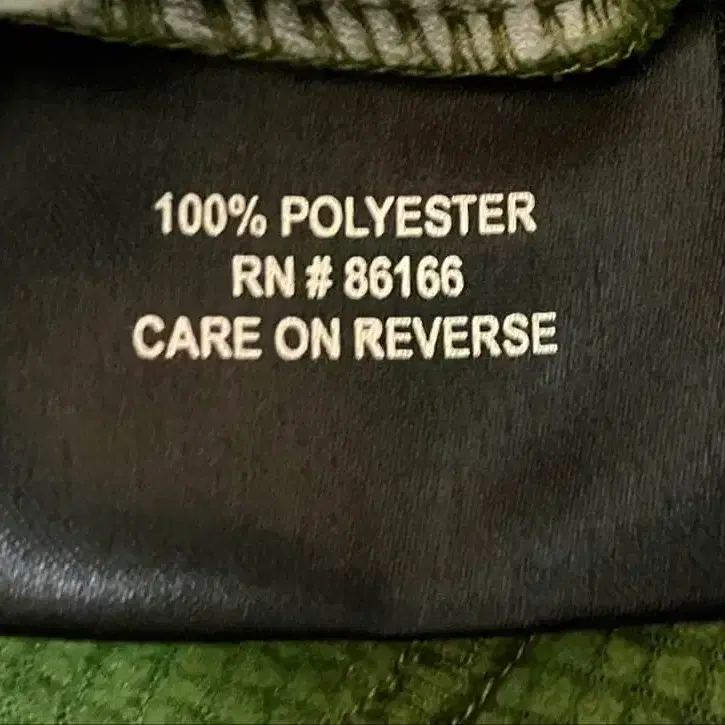 100% POLYESTER
RN # 86166
CARE ON REVERSE